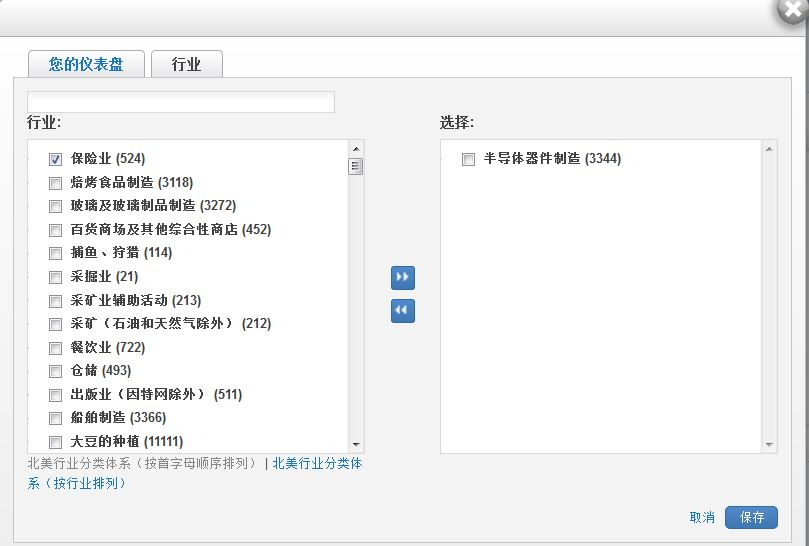 您的仪表盘
行业
行业:
保险业 (524)
焙烤食品制造 (3118)
玻璃及玻璃制品制造 (3272)
百货商场及其他综合性商店 (452)
捕鱼、狩猎 (114)
采掘业 (21)
采矿业辅助活动 (213)
采矿（石油和天然气除外） (212)
餐饮业 (722)
仓储 (493)
出版业（因特网除外） (511)
船舶制造 (3366)
大豆的种植 (11111)
北美行业分类体系（按首字母顺序排列） | 北美行业分类体
系（按行业排列）
选择:
半导体器件制造 (3344)
取消
保存